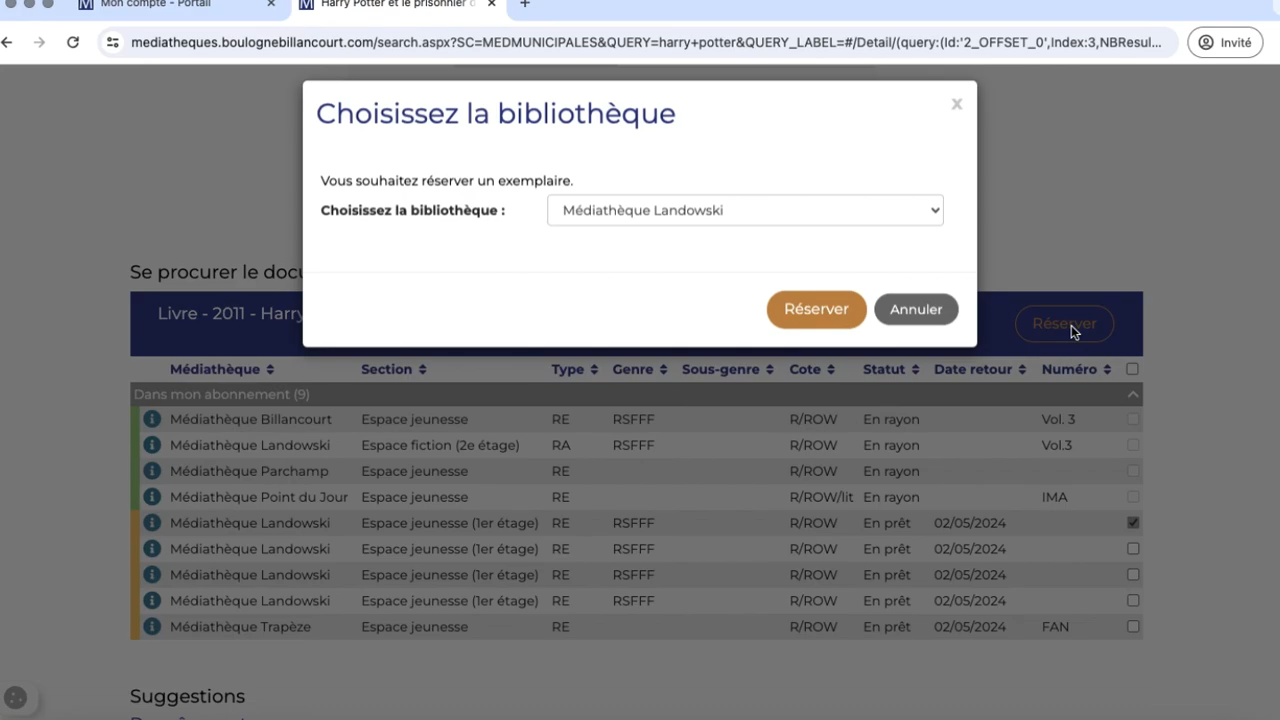 Mon compte - Portail
Harry Potter et le prisonnier
mediatheques.boulognebillancourt.com/search.aspx?SC=MEDMUNICIPALES&QUERY=harry+potter&QUERY_LABEL=#/Detail/(query:(Id:'2_OFFSET_0',Index:3,NBResul...
Invité
Choisissez la bibliothèque
x
Vous souhaitez réserver un exemplaire.
Choisissez la bibliothèque :
Médiathèque Landowski
Réserver
Annuler
Se procurer le docu
Livre - 2011 - Harry
Réserver
Médiathèque Section Type Genre Sous-genre Cote Statut Date retour Numéro
Dans mon abonnement (9)
Médiathèque Billancourt Espace jeunesse RE RSFFF R/ROW En rayon Vol. 3
Médiathèque Landowski Espace fiction (2e étage) RA RSFFF R/ROW En rayon Vol.3
Médiathèque Parchamp Espace jeunesse RE R/ROW En rayon
Médiathèque Point du Jour Espace jeunesse RE R/ROW/lit En rayon IMA
Médiathèque Landowski Espace jeunesse (1er étage) RE RSFFF R/ROW En prêt 02/05/2024
Médiathèque Landowski Espace jeunesse (1er étage) RE RSFFF R/ROW En prêt 02/05/2024
Médiathèque Landowski Espace jeunesse (1er étage) RE RSFFF R/ROW En prêt 02/05/2024
Médiathèque Landowski Espace jeunesse (1er étage) RE RSFFF R/ROW En prêt 02/05/2024
Médiathèque Trapèze Espace jeunesse RE R/ROW En prêt 02/05/2024 FAN
Suggestions